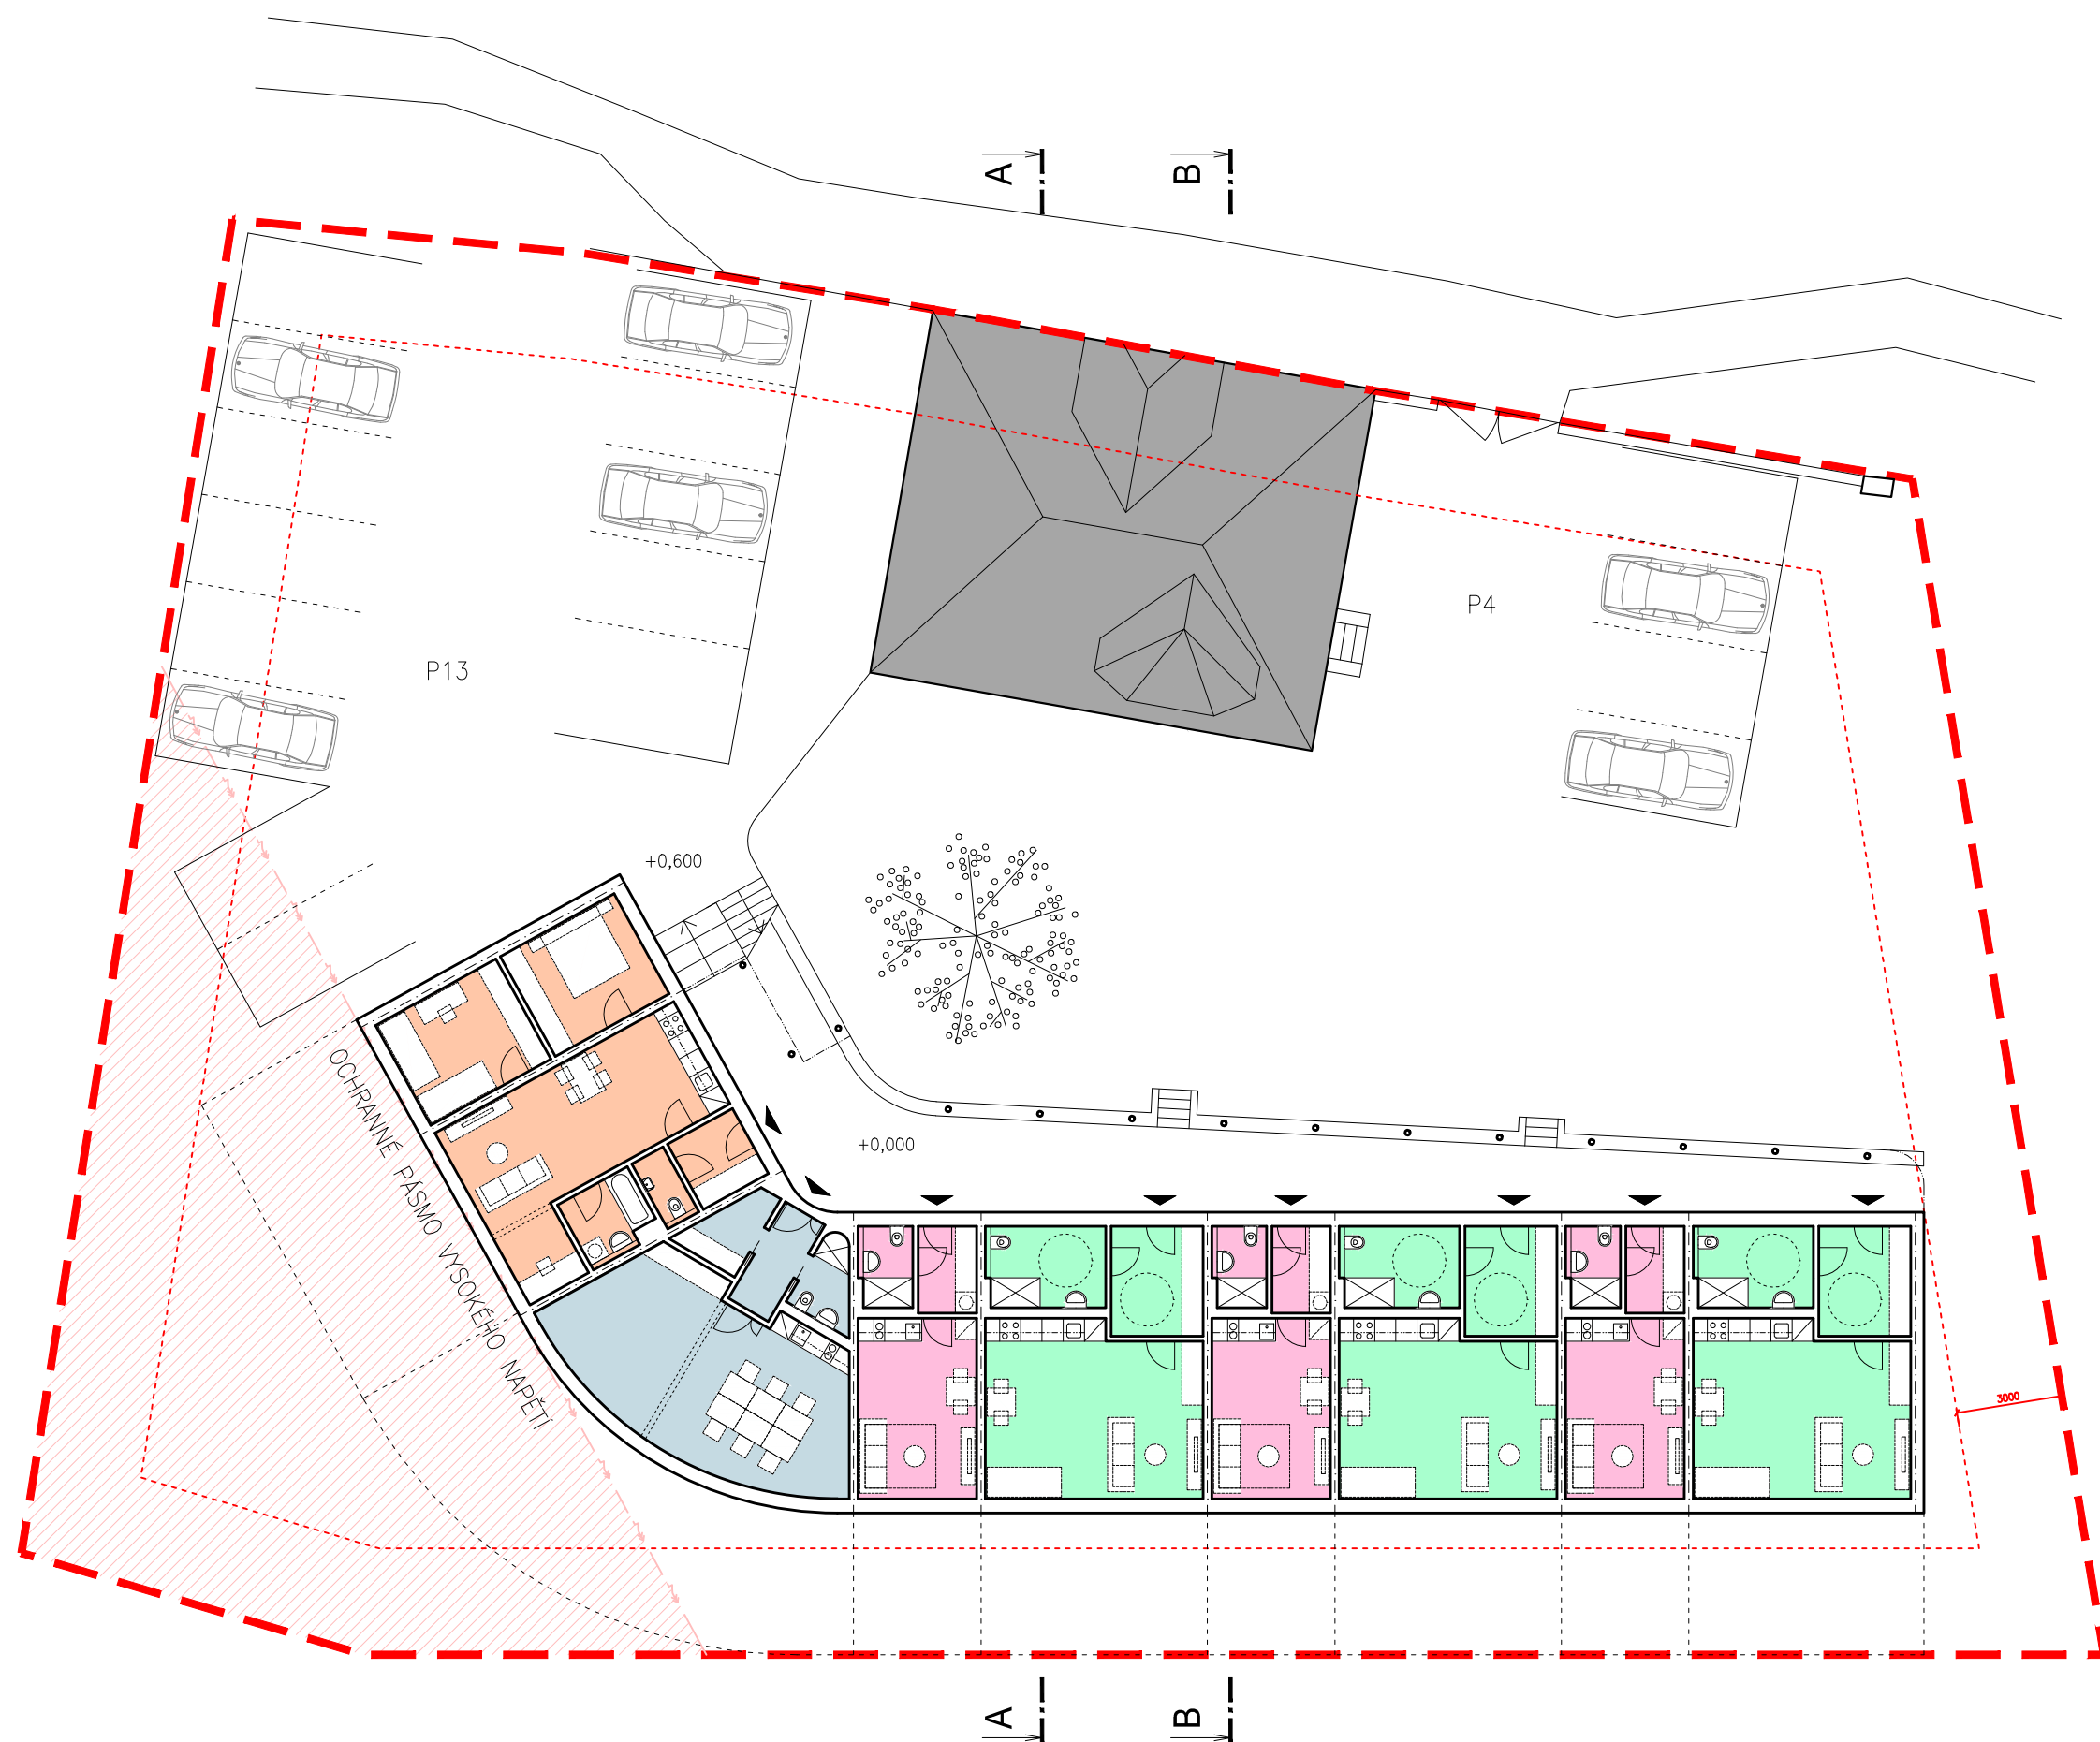 A
B
P4
P13
+0,600
+0,000
OCHRANNÉ PÁSMO VYSOKÉHO NAPĚTÍ
3000
A
B